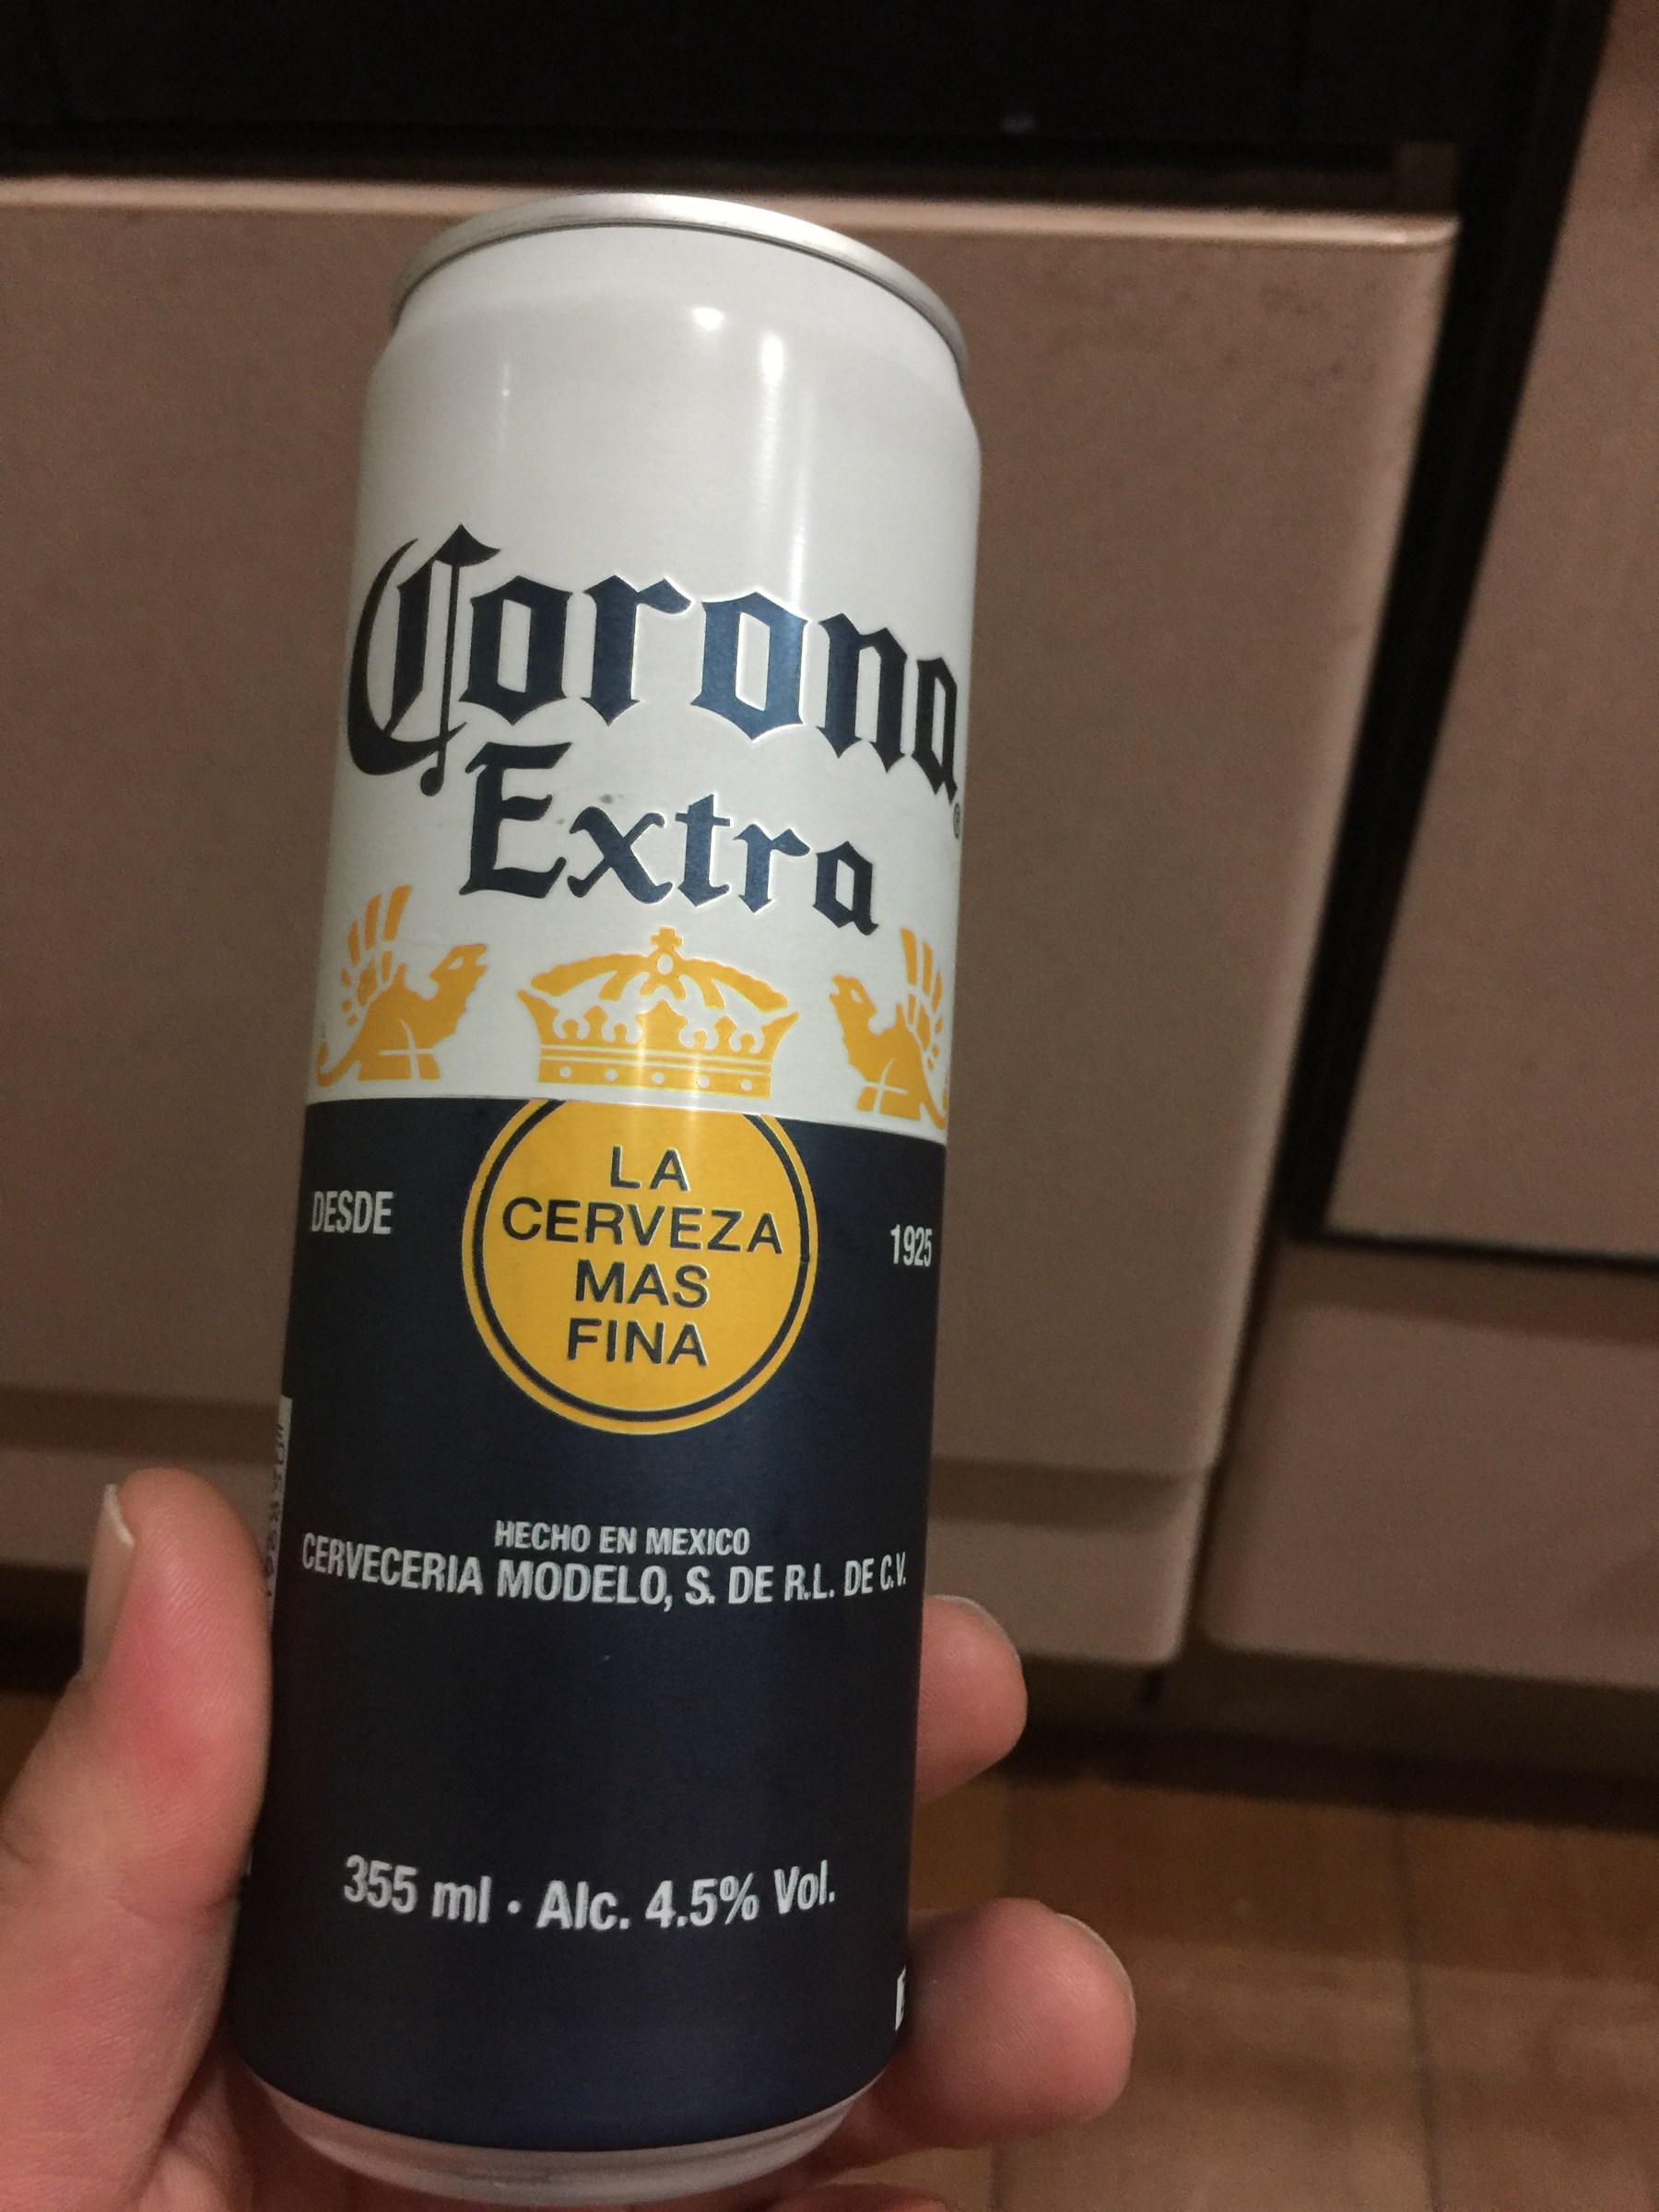 Corona
Extra
LA
CERVEZA
MAS
FINA
DESDE
1925
HECHO EN MEXICO
CERVECERIA MODELO, S. DE R.L. DE C.V.
355 ml · Alc. 4.5% Vol.